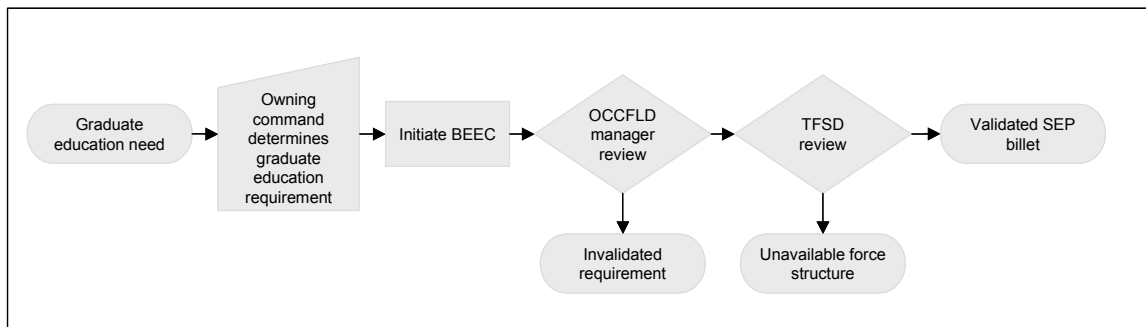 Graduate
education need
Owning
command
determines
graduate
education
requirement
Initiate BEEC
OCCFLD
manager
review
TFSD
review
Validated SEP
billet
Invalidated
requirement
Unavailable force
structure